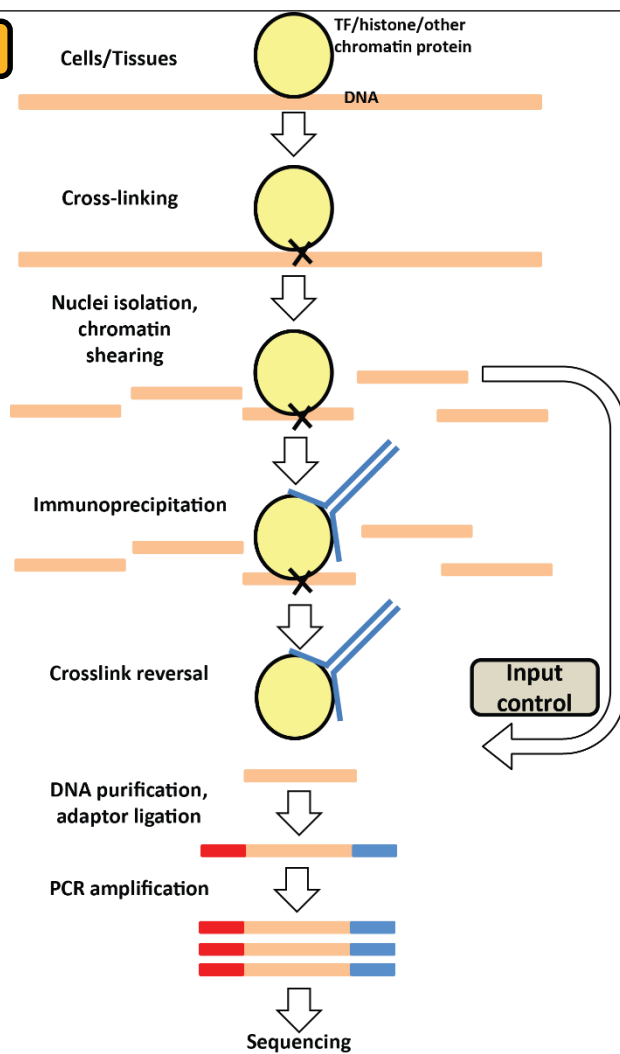 TF/histone/other
chromatin protein
Cells/Tissues
DNA
Cross-linking
Nuclei isolation,
chromatin
shearing
Immunoprecipitation
Crosslink reversal
Input
control
DNA purification,
adaptor ligation
PCR amplification
Sequencing